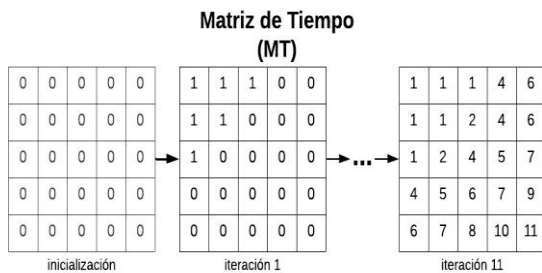 Matriz de Tiempo
(MT)
0 0 0 0 0 1 1 1 0 0 1 1 1 4 6
0 0 0 0 0 1 1 0 0 0 1 1 2 4 6
0 0 0 0 0 1 0 0 0 0 ... 1 2 4 5 7
0 0 0 0 0 0 0 0 0 0 4 5 6 7 9
0 0 0 0 0 0 0 0 0 0 6 7 8 10 11
inicialización iteración 1 iteración 11